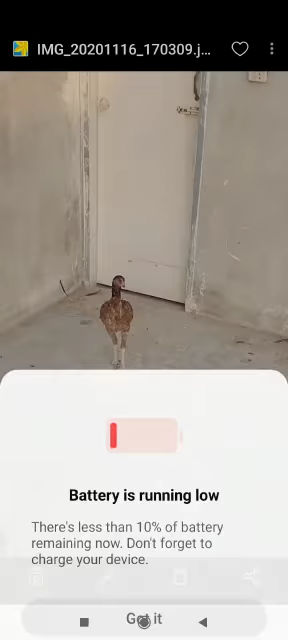 IMG_20201116_170309.j...
Battery is running low
There's less than 10% of battery
remaining now. Don't forget to
charge your device.
Got it